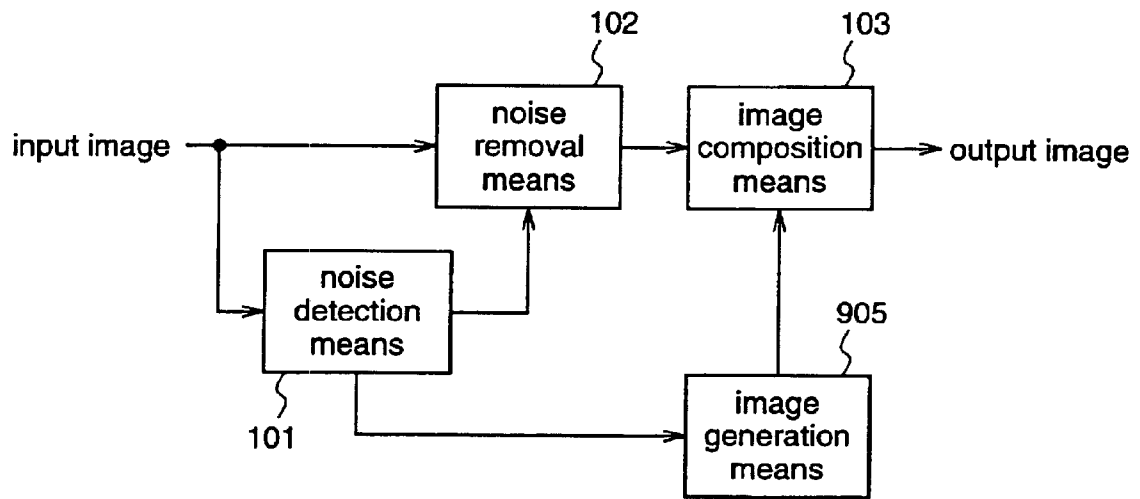 102
103
noise
removal
means
image
composition
means
input image
output image
noise
detection
means
101
905
image
generation
means